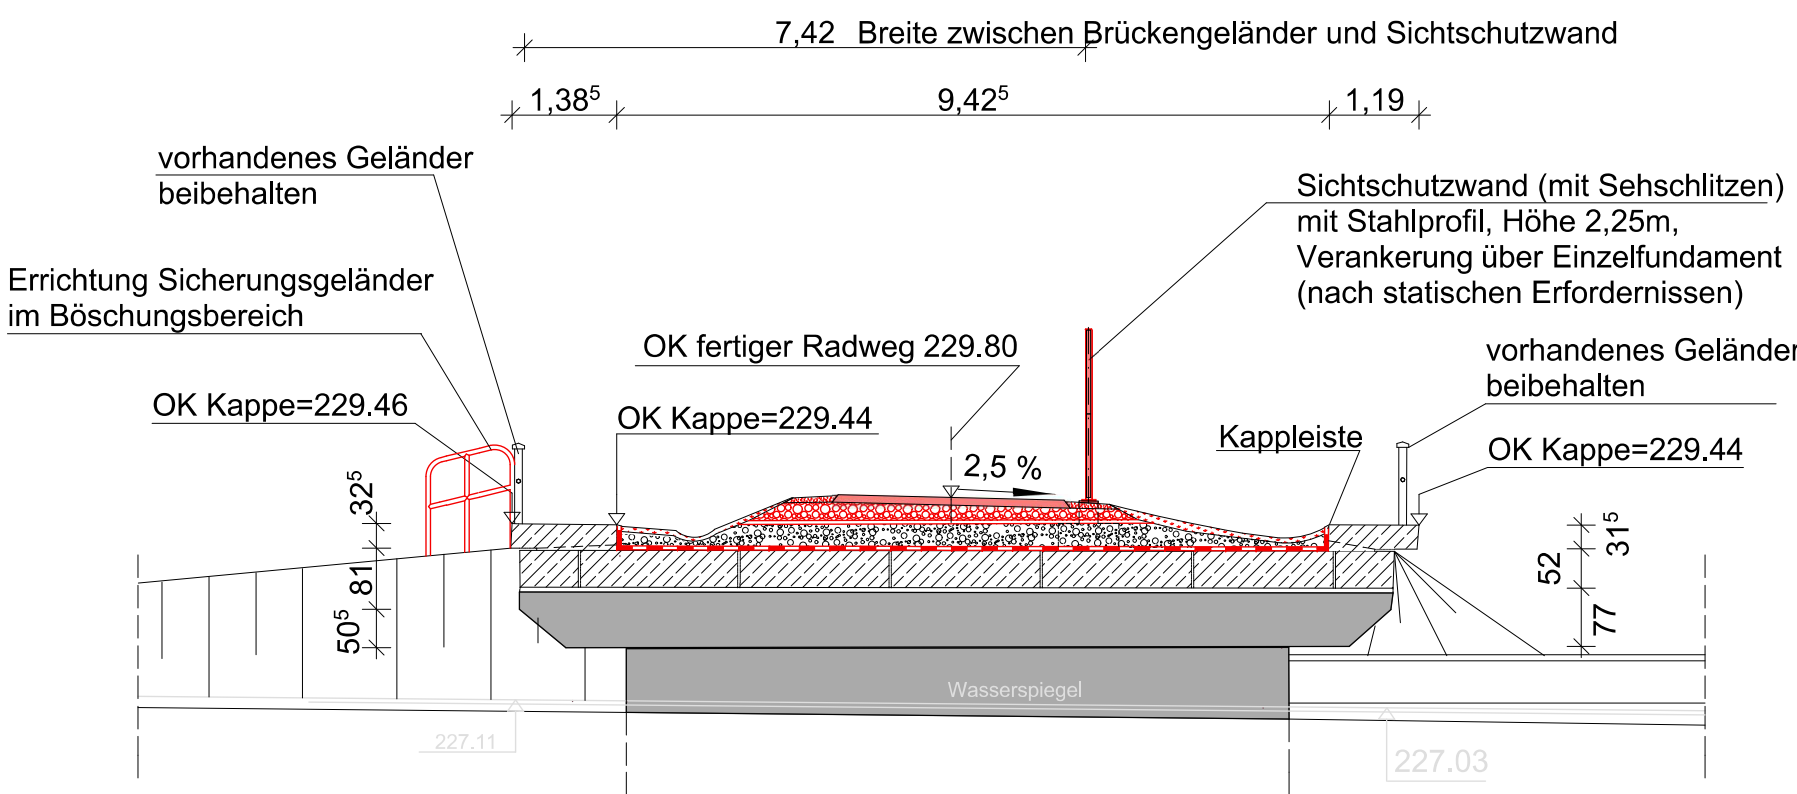 7,42 Breite zwischen Brückengeländer und Sichtschutzwand
1,38⁵ 9,42⁵ 1,19
vorhandenes Geländer
beibehalten
Sichtschutzwand (mit Sehschlitzen)
mit Stahlprofil, Höhe 2,25m,
Verankerung über Einzelfundament
(nach statischen Erfordernissen)
Errichtung Sicherungsgeländer
im Böschungsbereich
OK fertiger Radweg 229.80
vorhandenes Geländer
beibehalten
OK Kappe=229.46
OK Kappe=229.44
Kappleiste
OK Kappe=229.44
2,5 %
32⁵
81
50⁵
31⁵
52
77
Wasserspiegel
227.11
227.03